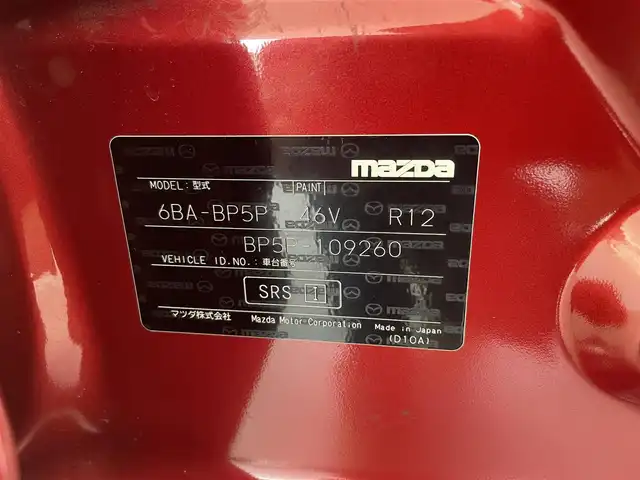 mazda
MODEL:型式 PAINT
6BA-BP5P 46V R12
BP5P-109260
VEHICLE ID.NO.:車台番号
SRS 1
マツダ株式会社 Mazda Motor Corporation Made in Japan
(D10A)